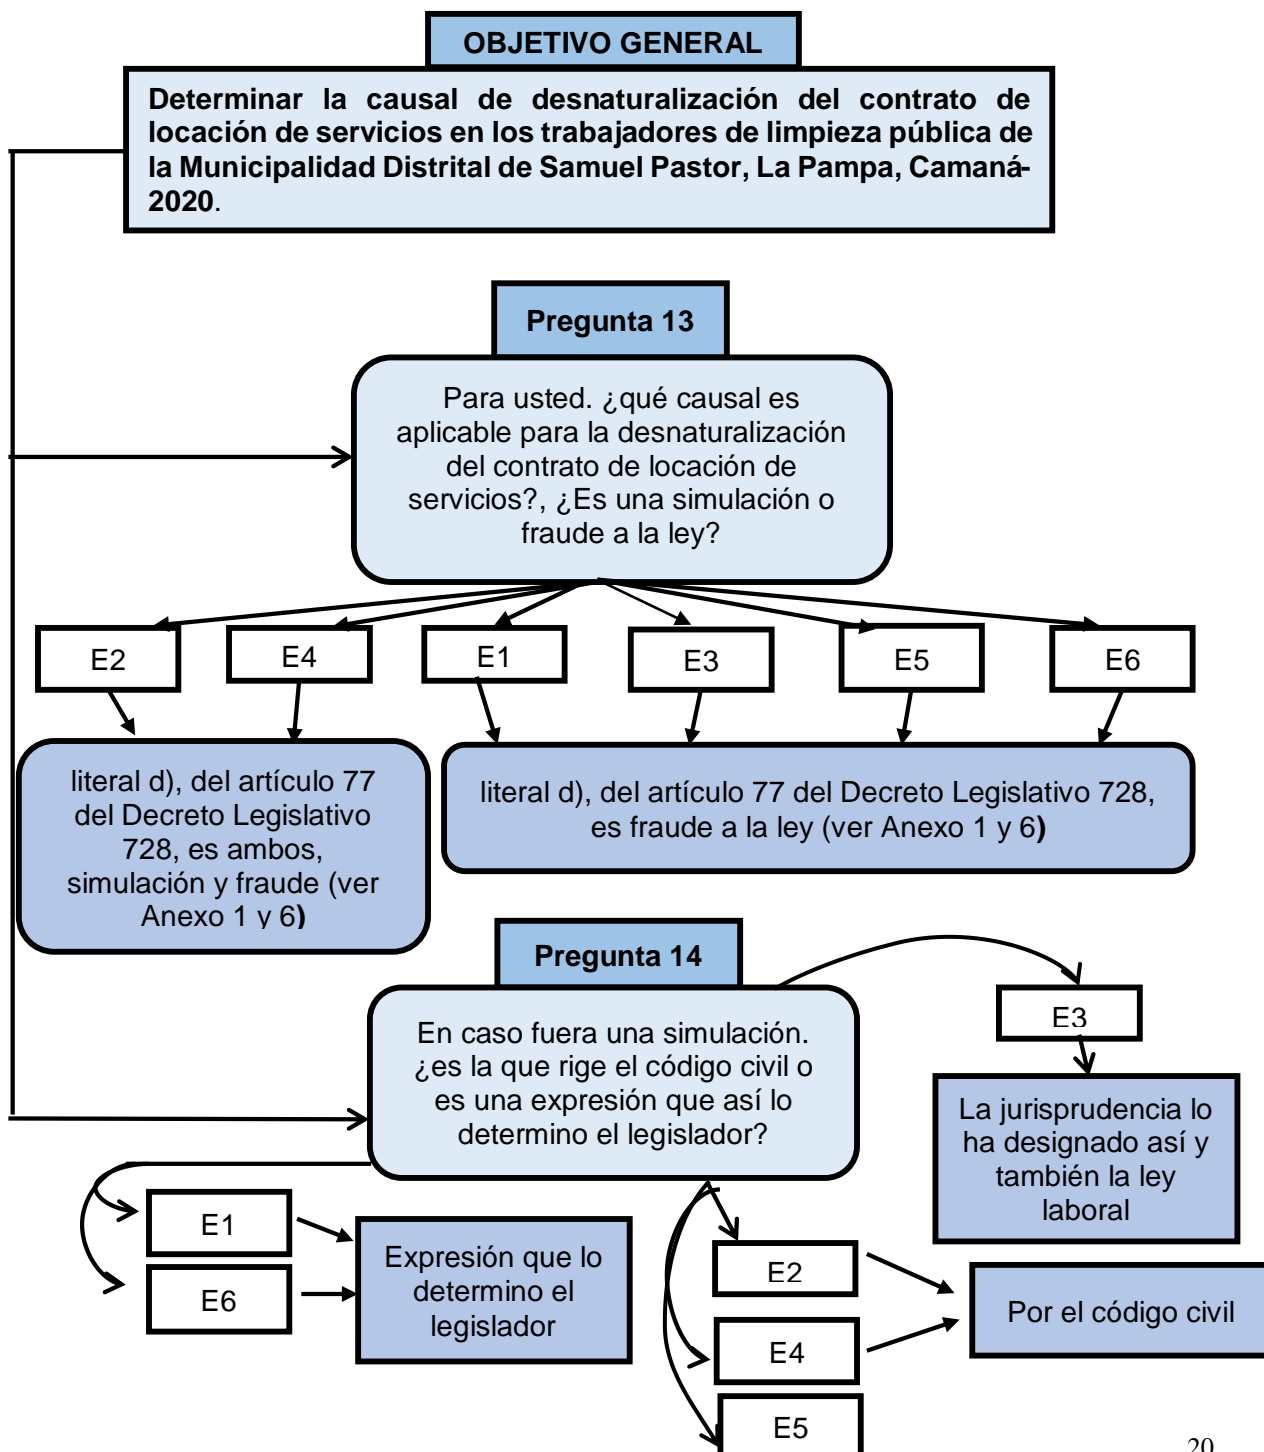 OBJETIVO GENERAL
Determinar la causal de desnaturalización del contrato de
locación de servicios en los trabajadores de limpieza pública de
la Municipalidad Distrital de Samuel Pastor, La Pampa, Camaná-
2020.
Pregunta 13
Para usted. ¿qué causal es
aplicable para la desnaturalización
del contrato de locación de
servicios?, ¿Es una simulación o
fraude a la ley?
E2
E4
E1
E3
E5
E6
literal d), del artículo 77
del Decreto Legislativo
728, es ambos,
simulación y fraude (ver
Anexo 1 y 6)
literal d), del artículo 77 del Decreto Legislativo 728,
es fraude a la ley (ver Anexo 1 y 6)
Pregunta 14
En caso fuera una simulación.
¿es la que rige el código civil o
es una expresión que así lo
determino el legislador?
E3
La jurisprudencia lo
ha designado así y
también la ley
laboral
E1
E6
Expresión que lo
determino el
legislador
E2
E4
E5
Por el código civil
20